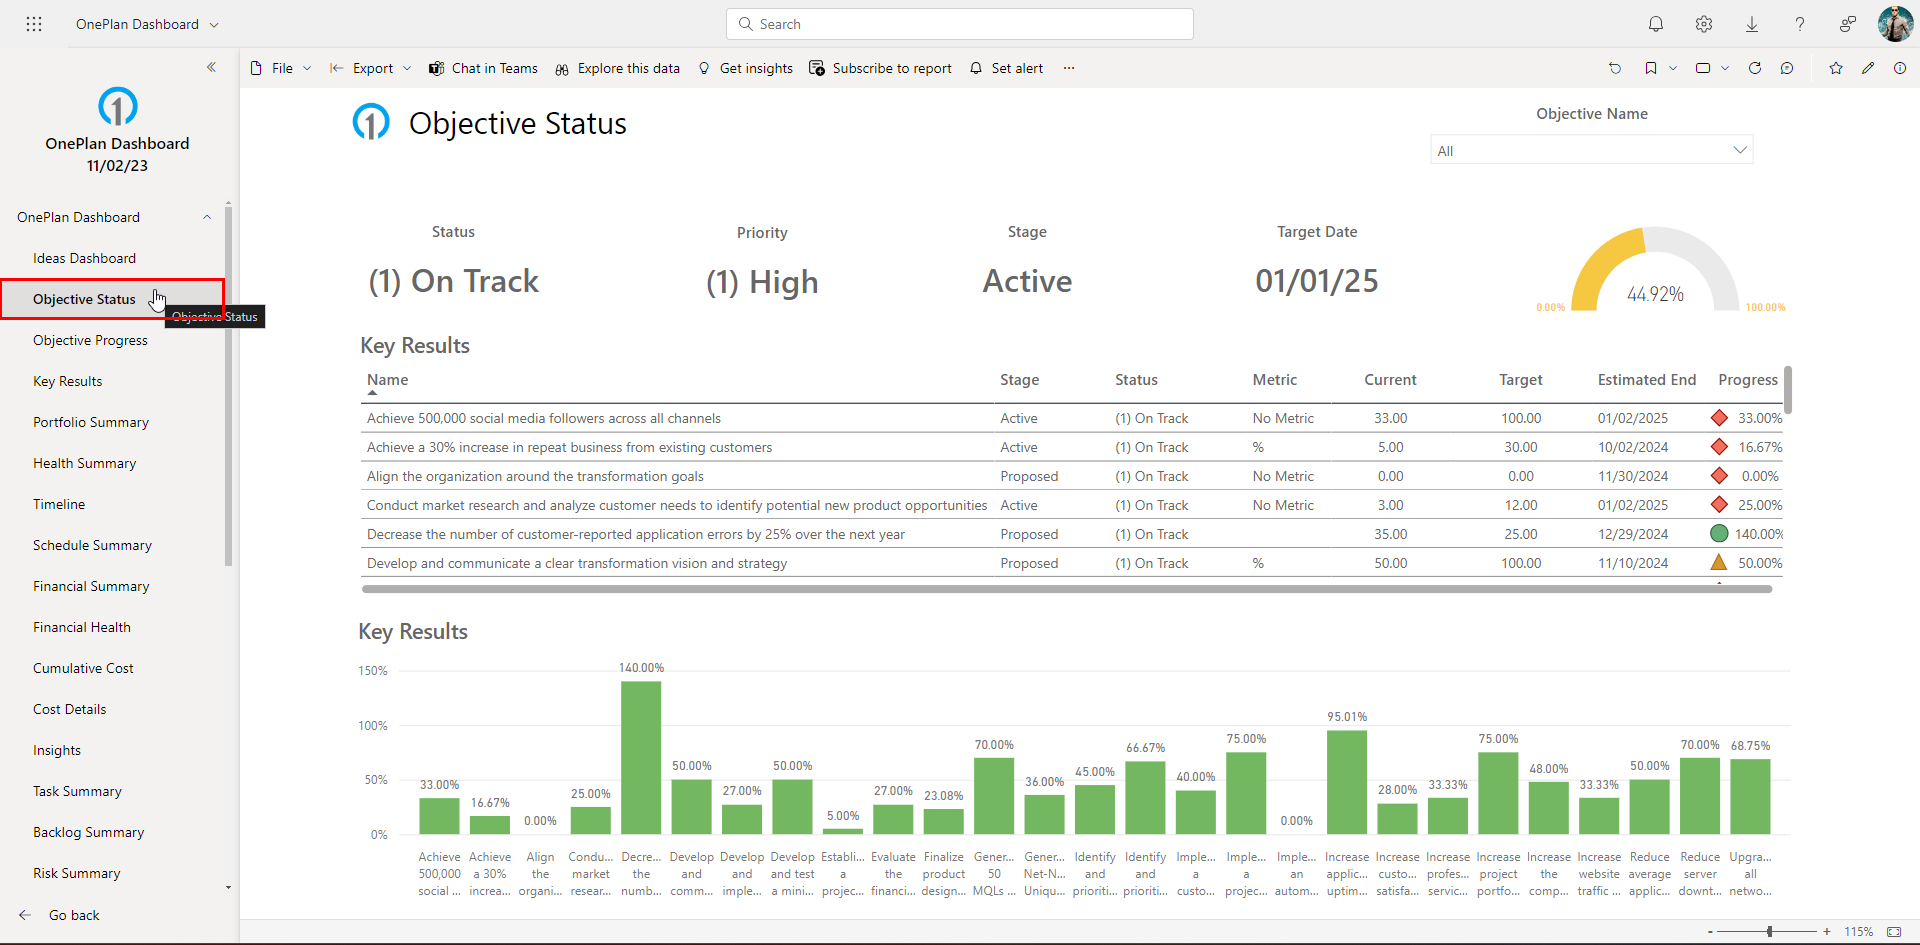 OnePlan Dashboard
Search
File
Export
Chat in Teams
Explore this data
Get insights
Subscribe to report
Set alert
OnePlan Dashboard
11/02/23
OnePlan Dashboard
Ideas Dashboard
Objective Status
Objective Status
Objective Progress
Key Results
Portfolio Summary
Health Summary
Timeline
Schedule Summary
Financial Summary
Financial Health
Cumulative Cost
Cost Details
Insights
Task Summary
Backlog Summary
Risk Summary
Go back
Objective Status
Objective Name
All
Status
(1) On Track
Priority
(1) High
Stage
Active
Target Date
01/01/25
44.92%
0.00%
100.00%
Key Results
Name Stage Status Metric Current Target Estimated End Progress
Achieve 500,000 social media followers across all channels Active (1) On Track No Metric 33.00 100.00 01/02/2025 33.00%
Achieve a 30% increase in repeat business from existing customers Active (1) On Track % 5.00 30.00 10/02/2024 16.67%
Align the organization around the transformation goals Proposed (1) On Track No Metric 0.00 0.00 11/30/2024 0.00%
Conduct market research and analyze customer needs to identify potential new product opportunities Active (1) On Track No Metric 3.00 12.00 01/02/2025 25.00%
Decrease the number of customer-reported application errors by 25% over the next year Proposed (1) On Track 35.00 25.00 12/29/2024 140.00%
Develop and communicate a clear transformation vision and strategy Proposed (1) On Track % 50.00 100.00 11/10/2024 50.00%
Key Results
150%
100%
50%
0%
33.00% 16.67% 0.00% 25.00% 140.00% 50.00% 27.00% 50.00% 5.00% 27.00% 23.08% 70.00% 36.00% 45.00% 66.67% 40.00% 75.00% 0.00% 95.01% 28.00% 33.33% 75.00% 48.00% 33.33% 50.00% 70.00% 68.75%
Achieve Achieve Align Condu... Decre... Develop Develop Develop Establi... Evaluate Finalize Gener... Gener... Identify Identify Imple... Imple... Imple... Increase Increase Increase Increase Increase Increase Reduce Reduce Upgra...
500,000 a 30% the market the and and and test a the product 50 Net-N... and and a a an applic... custo... profes... project the website average server all
social ... increa... organi... resear... numb... comm... imple... a mini... projec... financi... design... MQLs ... Uniqu... prioriti... prioriti... custo... projec... autom... uptim... satisfa... servic... portfo... comp... traffic ... applic... downt... netwo...
115%